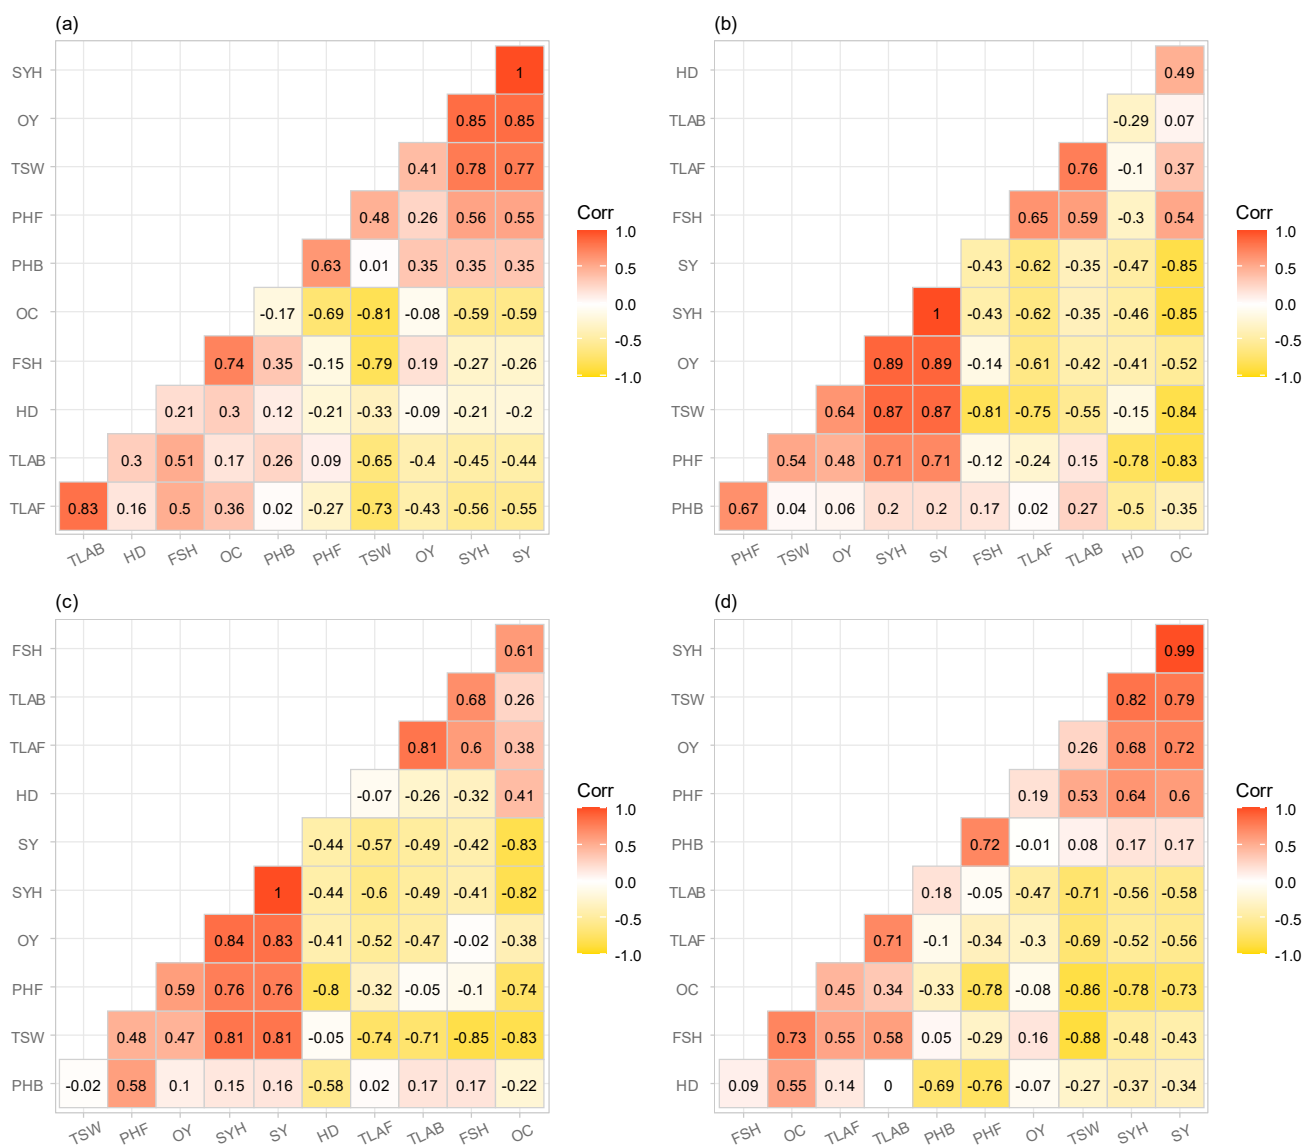 (a)
SYH 1
OY 0.85 0.85
TSW 0.41 0.78 0.77
PHF 0.48 0.26 0.56 0.55
PHB 0.63 0.01 0.35 0.35 0.35
OC -0.17 -0.69 -0.81 -0.08 -0.59 -0.59
FSH 0.74 0.35 -0.15 -0.79 0.19 -0.27 -0.26
HD 0.21 0.3 0.12 -0.21 -0.33 -0.09 -0.21 -0.2
TLAB 0.3 0.51 0.17 0.26 0.09 -0.65 -0.4 -0.45 -0.44
TLAF 0.83 0.16 0.5 0.36 0.02 -0.27 -0.73 -0.43 -0.56 -0.55
TLAB HD FSH OC PHB PHF TSW OY SYH SY
Corr
1.0
0.5
0.0
-0.5
-1.0
(b)
HD 0.49
TLAB -0.29 0.07
TLAF 0.76 -0.1 0.37
FSH 0.65 0.59 -0.3 0.54
SY -0.43 -0.62 -0.35 -0.47 -0.85
SYH 1 -0.43 -0.62 -0.35 -0.46 -0.85
OY 0.89 0.89 -0.14 -0.61 -0.42 -0.41 -0.52
TSW 0.64 0.87 0.87 -0.81 -0.75 -0.55 -0.15 -0.84
PHF 0.54 0.48 0.71 0.71 -0.12 -0.24 0.15 -0.78 -0.83
PHB 0.67 0.04 0.06 0.2 0.2 0.17 0.02 0.27 -0.5 -0.35
PHF TSW OY SYH SY FSH TLAF TLAB HD OC
Corr
1.0
0.5
0.0
-0.5
-1.0
(c)
FSH 0.61
TLAB 0.68 0.26
TLAF 0.81 0.6 0.38
HD -0.07 -0.26 -0.32 0.41
SY -0.44 -0.57 -0.49 -0.42 -0.83
SYH 1 -0.44 -0.6 -0.49 -0.41 -0.82
OY 0.84 0.83 -0.41 -0.52 -0.47 -0.02 -0.38
PHF 0.59 0.76 0.76 -0.8 -0.32 -0.05 -0.1 -0.74
TSW 0.48 0.47 0.81 0.81 -0.05 -0.74 -0.71 -0.85 -0.83
PHB -0.02 0.58 0.1 0.15 0.16 -0.58 0.02 0.17 0.17 -0.22
TSW PHF OY SYH SY HD TLAF TLAB FSH OC
Corr
1.0
0.5
0.0
-0.5
-1.0
(d)
SYH 0.99
TSW 0.82 0.79
OY 0.26 0.68 0.72
PHF 0.19 0.53 0.64 0.6
PHB 0.72 -0.01 0.08 0.17 0.17
TLAB 0.18 -0.05 -0.47 -0.71 -0.56 -0.58
TLAF 0.71 -0.1 -0.34 -0.3 -0.69 -0.52 -0.56
OC 0.45 0.34 -0.33 -0.78 -0.08 -0.86 -0.78 -0.73
FSH 0.73 0.55 0.58 0.05 -0.29 0.16 -0.88 -0.48 -0.43
HD 0.09 0.55 0.14 0 -0.69 -0.76 -0.07 -0.27 -0.37 -0.34
FSH OC TLAF TLAB PHB PHF OY TSW SYH SY
Corr
1.0
0.5
0.0
-0.5
-1.0